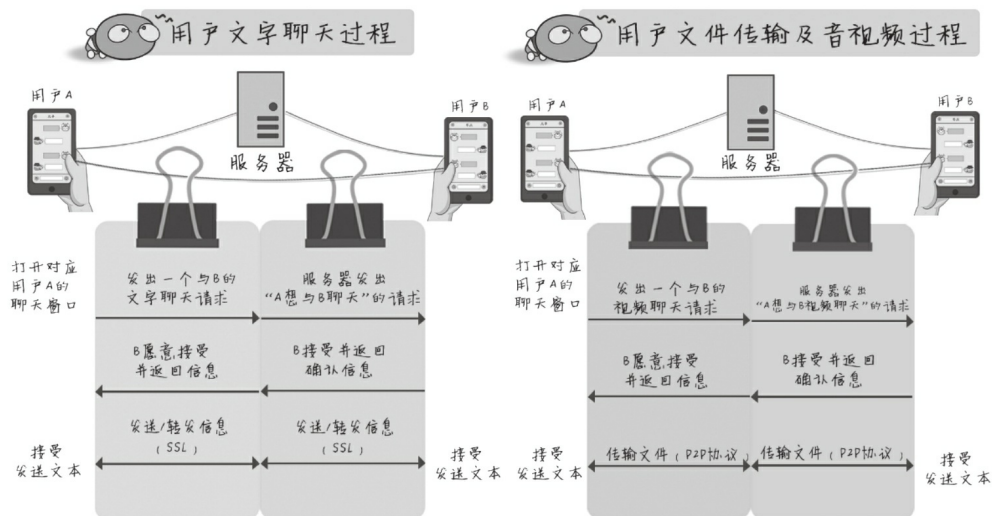 用户文字聊天过程
用户A
用户B
服务器
打开对应
用户A的
聊天窗口
发出一个与B的
文字聊天请求
服务器发出
“A想与B聊天”的请求
B愿意接受
并返回信息
B接受并返回
确认信息
发送/转发信息
(SSL)
发送/转发信息
(SSL)
接受
发送文本
接受
发送文本
用户文件传输及音视频过程
用户A
用户B
服务器
打开对应
用户A的
聊天窗口
发出一个与B的
视频聊天请求
服务器发出
“A想与B视频聊天”的请求
B愿意接受
并返回信息
B接受并返回
确认信息
传输文件(P2P协议)
传输文件(P2P协议)
接受
发送文本
接受
发送文本